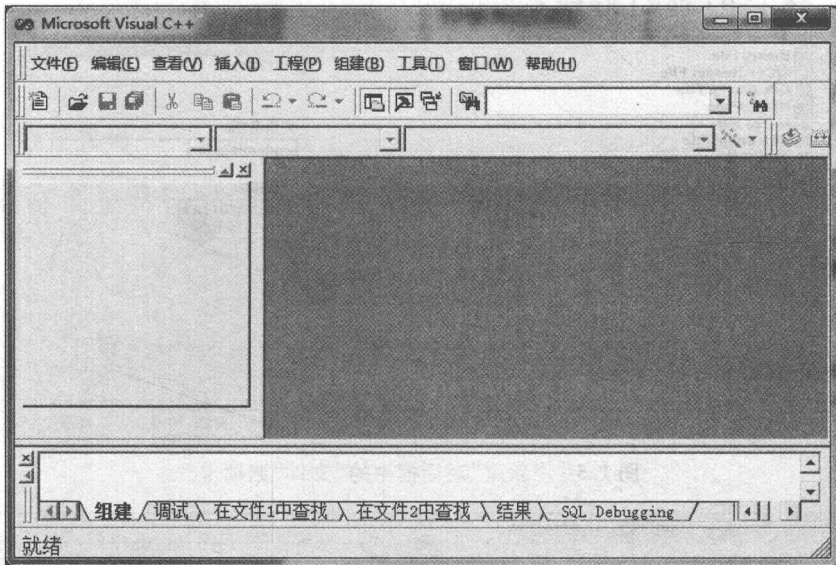 Microsoft Visual C++
文件(F) 编辑(E) 查看(V) 插入(I) 工程(P) 组建(B) 工具(T) 窗口(W) 帮助(H)
组建 调试 在文件1中查找 在文件2中查找 结果 SQL Debugging
就绪